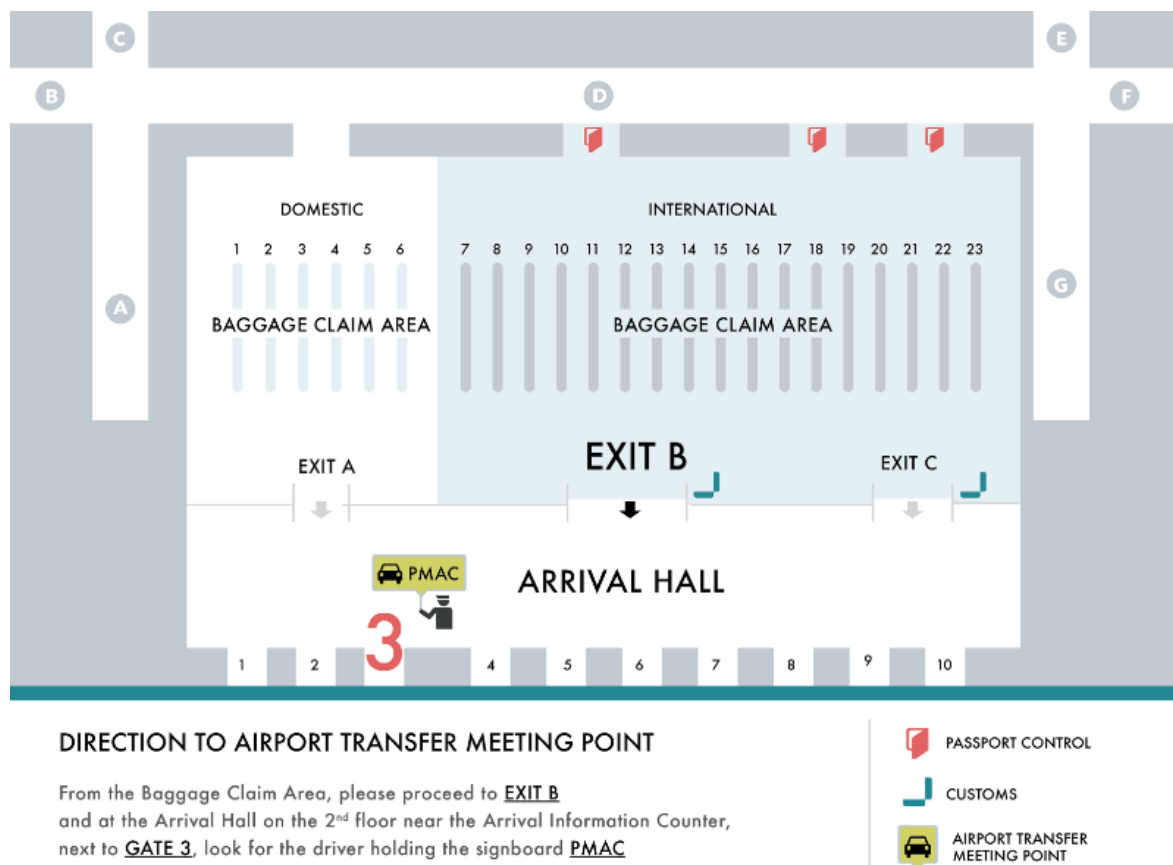 C
E
B
D
F
DOMESTIC
INTERNATIONAL
1 2 3 4 5 6 7 8 9 10 11 12 13 14 15 16 17 18 19 20 21 22 23
A
G
BAGGAGE CLAIM AREA
BAGGAGE CLAIM AREA
EXIT A
EXIT B
EXIT C
PMAC
ARRIVAL HALL
1 2 3 4 5 6 7 8 9 10
DIRECTION TO AIRPORT TRANSFER MEETING POINT
From the Baggage Claim Area, please proceed to EXIT B
and at the Arrival Hall on the 2nd floor near the Arrival Information Counter,
next to GATE 3, look for the driver holding the signboard PMAC
PASSPORT CONTROL
CUSTOMS
AIRPORT TRANSFER
MEETING POINT